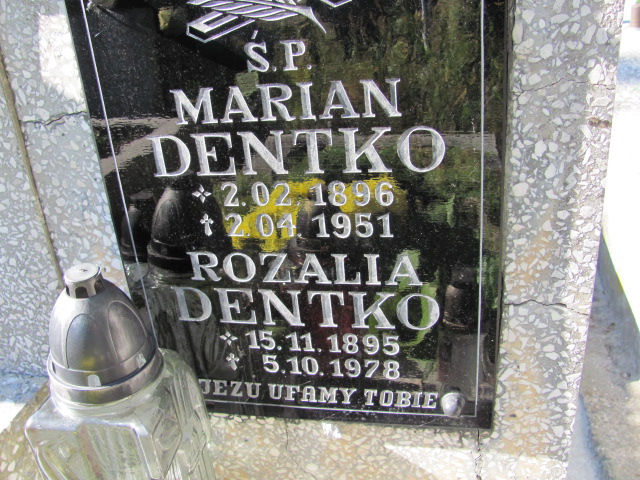 Ś.P.
MARIAN
DENTKO
2.02.1896
2.04.1951
ROZALIA
DENTKO
15.11.1895
5.10.1978
JEZU UFAMY TOBIE